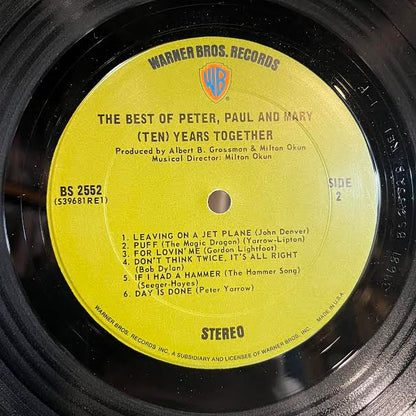 WARNER BROS. RECORDS
WB
THE BEST OF PETER, PAUL AND MARY
(TEN) YEARS TOGETHER
Produced by Albert B. Grossman & Milton Okun
Musical Director: Milton Okun
BS 2552
(S39681RE1)
SIDE
2
1. LEAVING ON A JET PLANE (John Denver)
2. PUFF (The Magic Dragon) (Yarrow-Lipton)
3. FOR LOVIN' ME (Gordon Lightfoot)
4. DON'T THINK TWICE, IT'S ALL RIGHT
(Bob Dylan)
5. IF I HAD A HAMMER (The Hammer Song)
(Seeger-Hayes)
6. DAY IS DONE (Peter Yarrow)
STEREO
WARNER BROS. RECORDS INC., A SUBSIDIARY AND LICENSEE OF WARNER BROS. INC. MADE IN U.S.A.